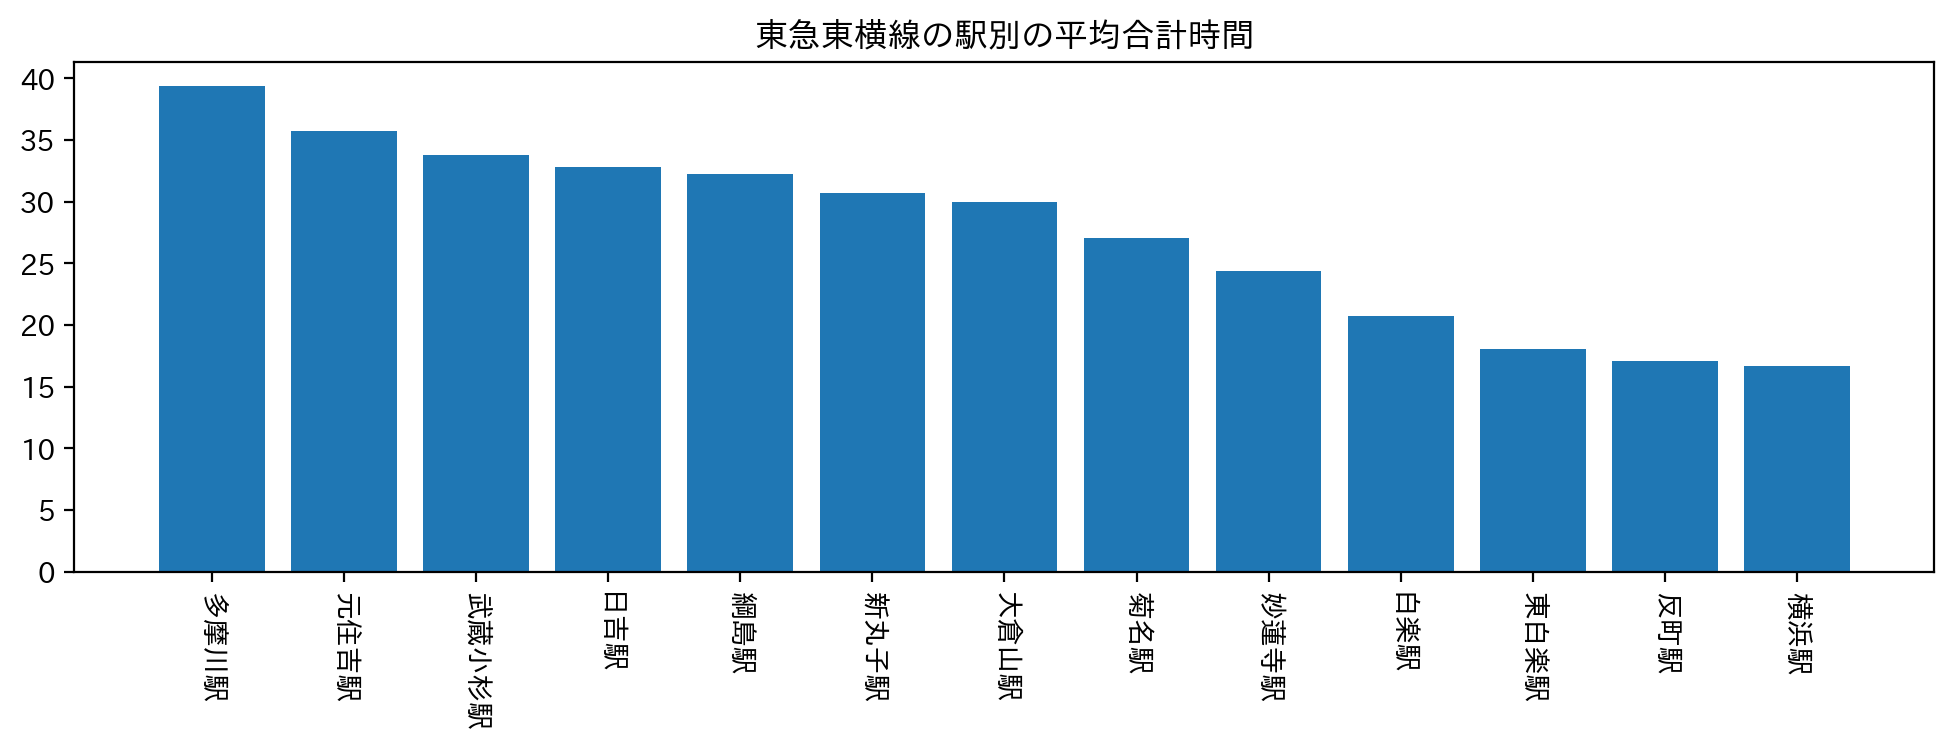 東急東横線の駅別の平均合計時間
40
35
30
25
20
15
10
5
0
多摩川駅
元住吉駅
武蔵小杉駅
日吉駅
綱島駅
新丸子駅
大倉山駅
菊名駅
妙蓮寺駅
白楽駅
東白楽駅
反町駅
横浜駅